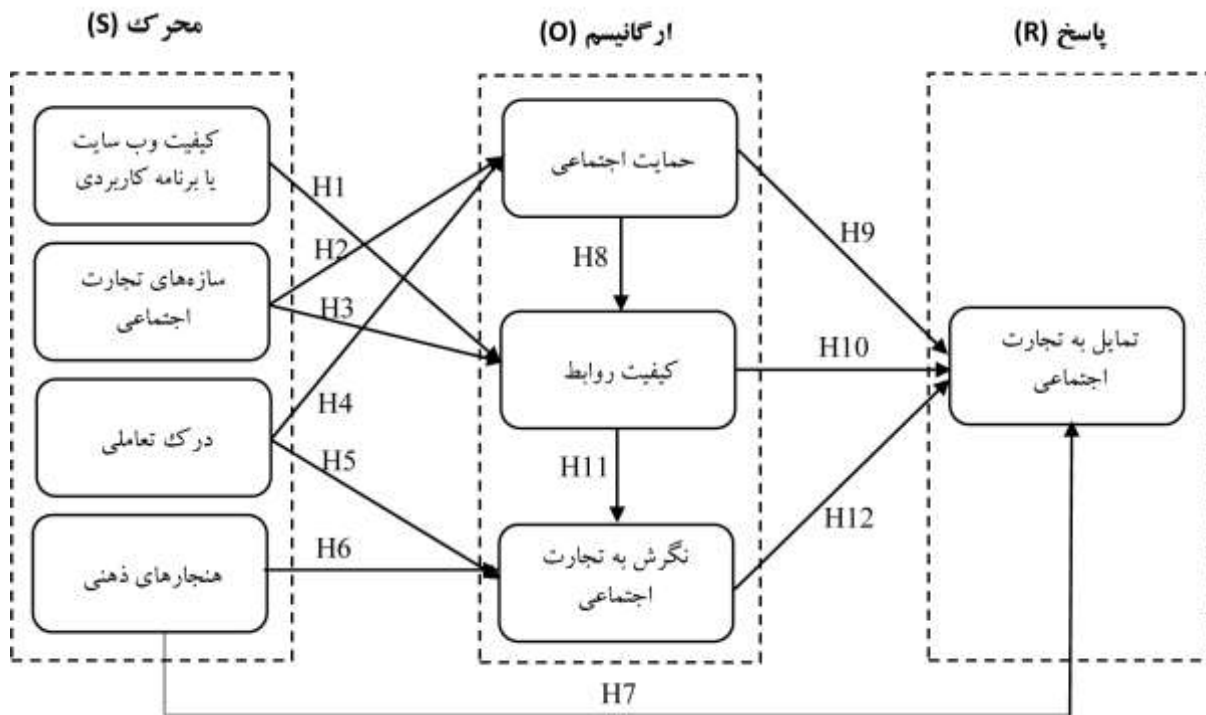 محرک (S)
ارگانیسم (O)
پاسخ (R)
کیفیت وب سایت
یا برنامه کاربردی
سازه‌های تجارت
اجتماعی
درک تعاملی
هنجارهای ذهنی
H1
H2
H3
H4
H5
H6
H7
حمایت اجتماعی
H8
کیفیت روابط
H11
نگرش به تجارت
اجتماعی
H9
H10
H12
تمایل به تجارت
اجتماعی